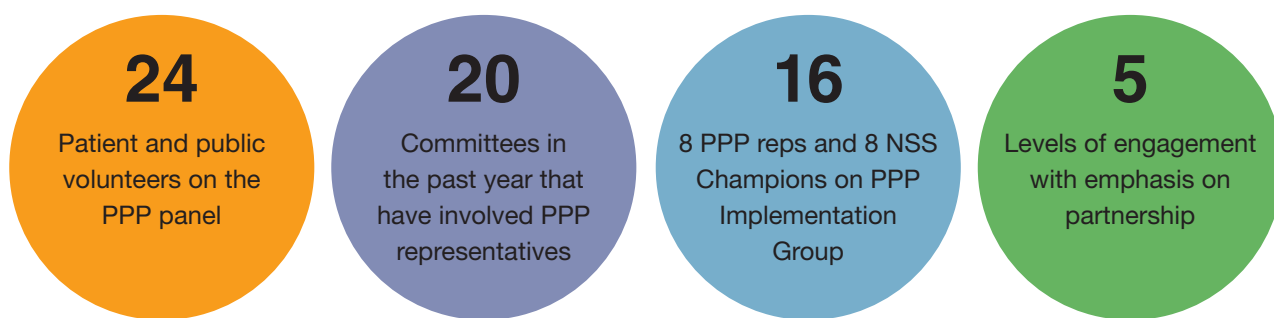 24
Patient and public
volunteers on the
PPP panel
20
Committees in
the past year that
have involved PPP
representatives
16
8 PPP reps and 8 NSS
Champions on PPP
Implementation
Group
5
Levels of engagement
with emphasis on
partnership